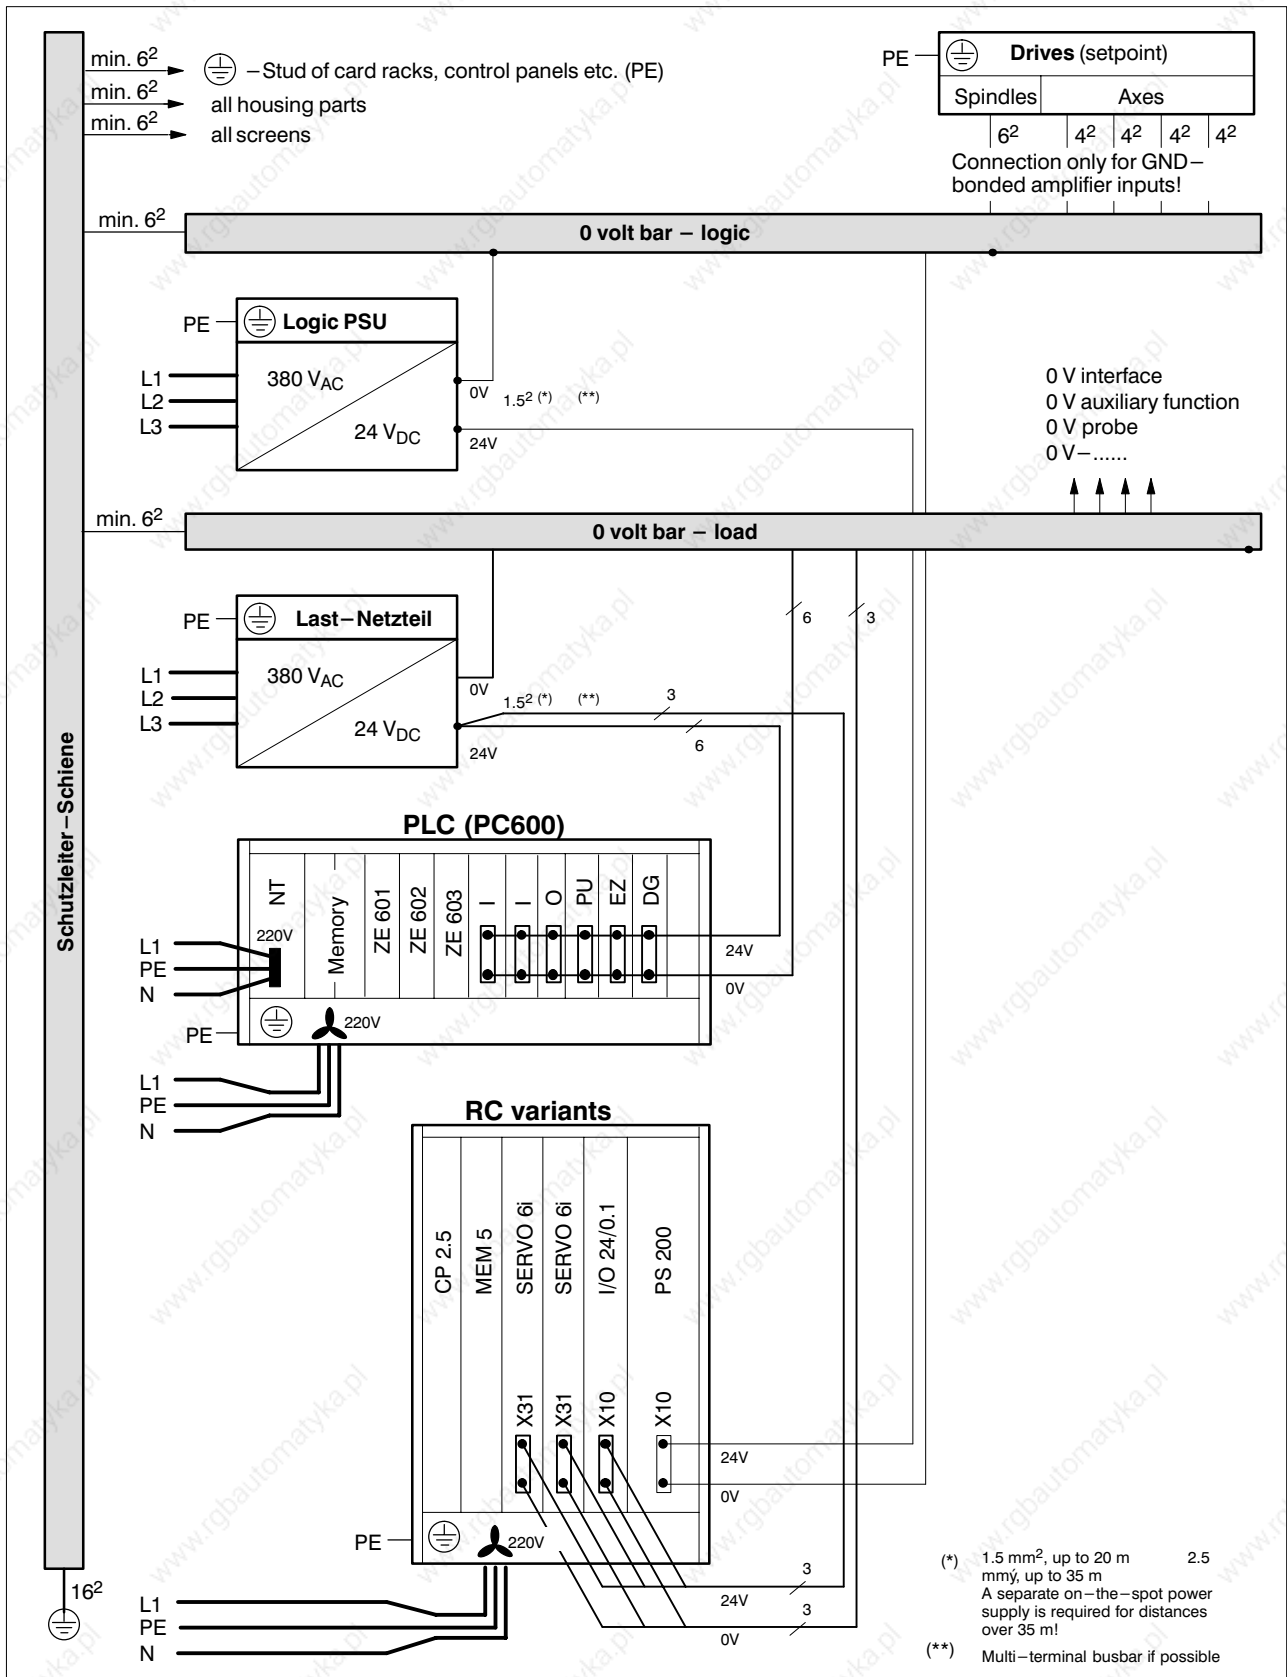 min. 6²
–Stud of card racks, control panels etc. (PE)
min. 6²
all housing parts
min. 6²
all screens
PE
Drives (setpoint)
Spindles
Axes
6²
4²
4²
4²
4²
Connection only for GND–
bonded amplifier inputs!
min. 6²
0 volt bar – logic
PE
Logic PSU
L1
L2
L3
380 VAC
24 VDC
0V
1.5² (*)
(**)
24V
0 V interface
0 V auxiliary function
0 V probe
0 V–......
min. 6²
0 volt bar – load
6
3
PE
Last–Netzteil
L1
L2
L3
380 VAC
24 VDC
0V
1.5² (*)
(**)
3
6
24V
Schutzleiter–Schiene
PLC (PC600)
NT
Memory
ZE 601
ZE 602
ZE 603
I
I
O
PU
EZ
DG
220V
L1
PE
N
24V
0V
PE
220V
L1
PE
N
RC variants
CP 2.5
MEM 5
SERVO 6i
SERVO 6i
I/O 24/0.1
PS 200
X31
X31
X10
X10
24V
0V
PE
220V
3
24V
3
0V
L1
PE
N
16²
(*) 1.5 mm², up to 20 m 2.5
mmý, up to 35 m
A separate on–the–spot power
supply is required for distances
over 35 m!
(**) Multi–terminal busbar if possible
www.rgbautomatyka.pl